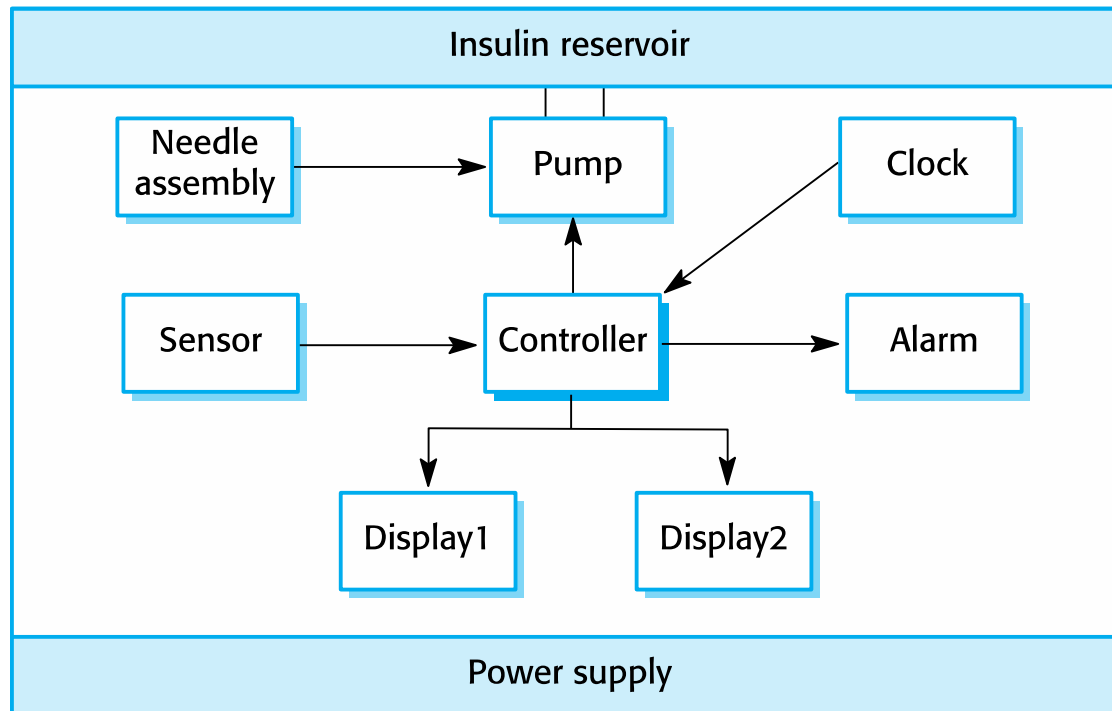 Insulin reservoir
Needle
assembly
Pump
Clock
Sensor
Controller
Alarm
Display1
Display2
Power supply